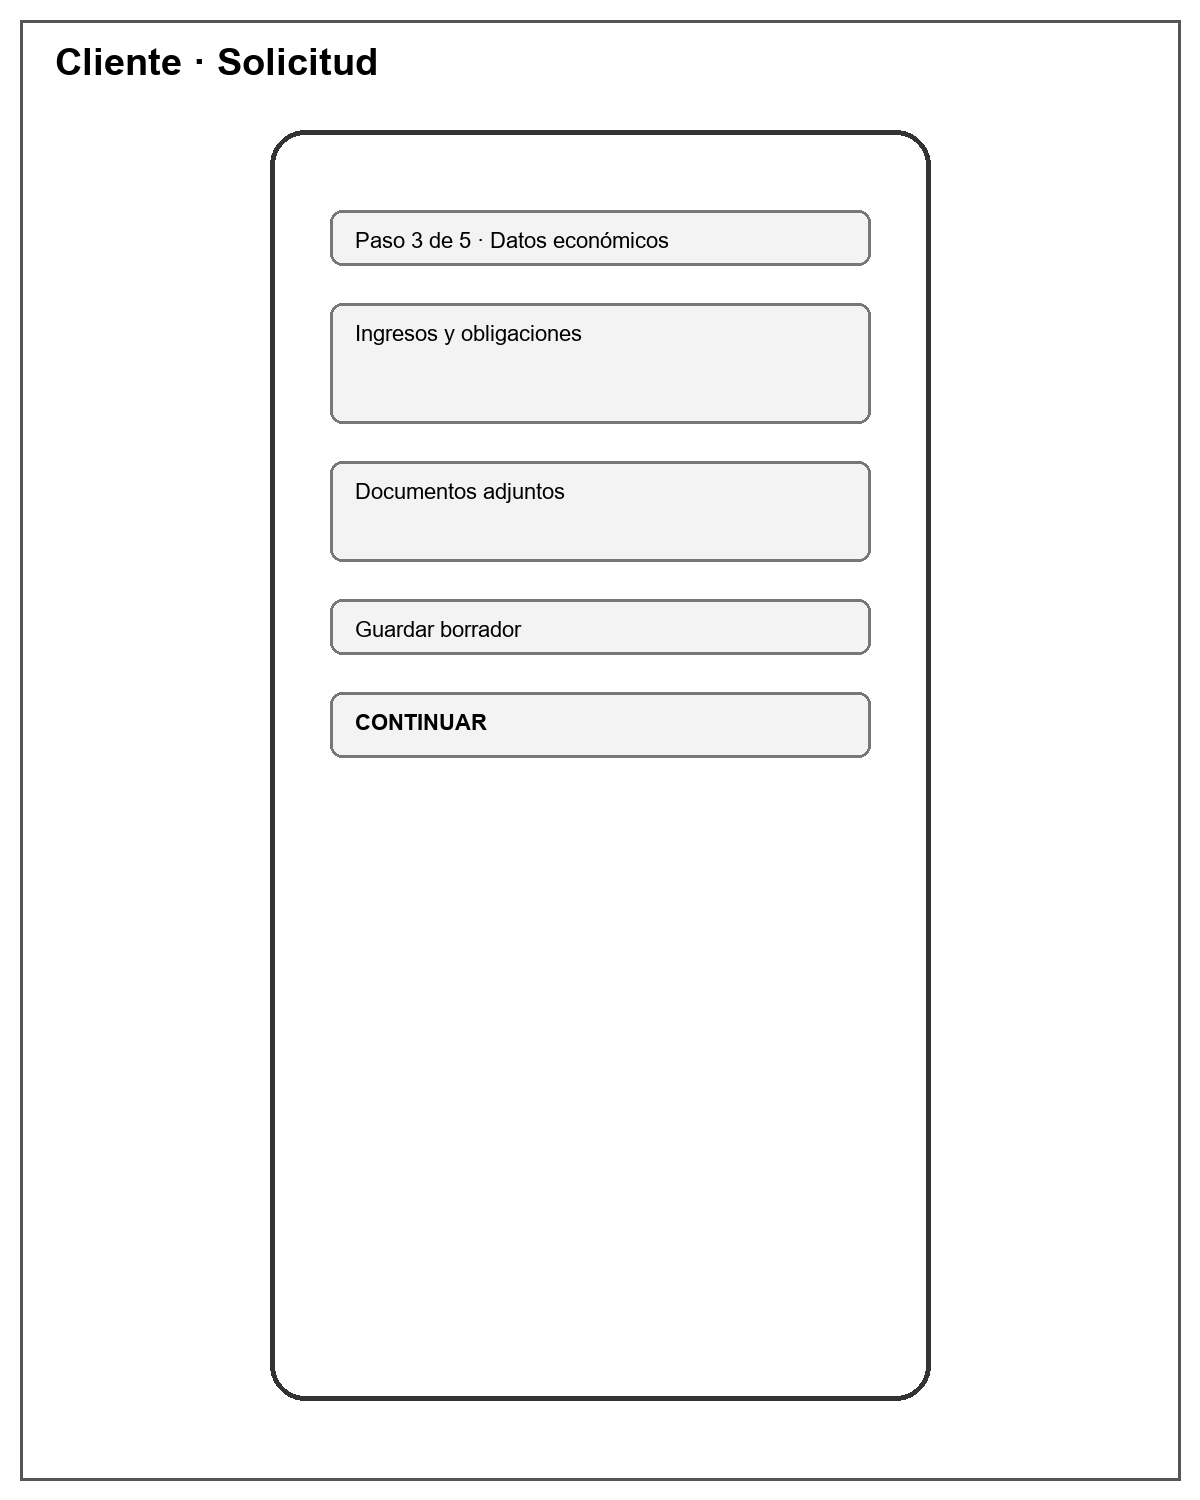 Cliente · Solicitud
Paso 3 de 5 · Datos económicos
Ingresos y obligaciones
Documentos adjuntos
Guardar borrador
CONTINUAR